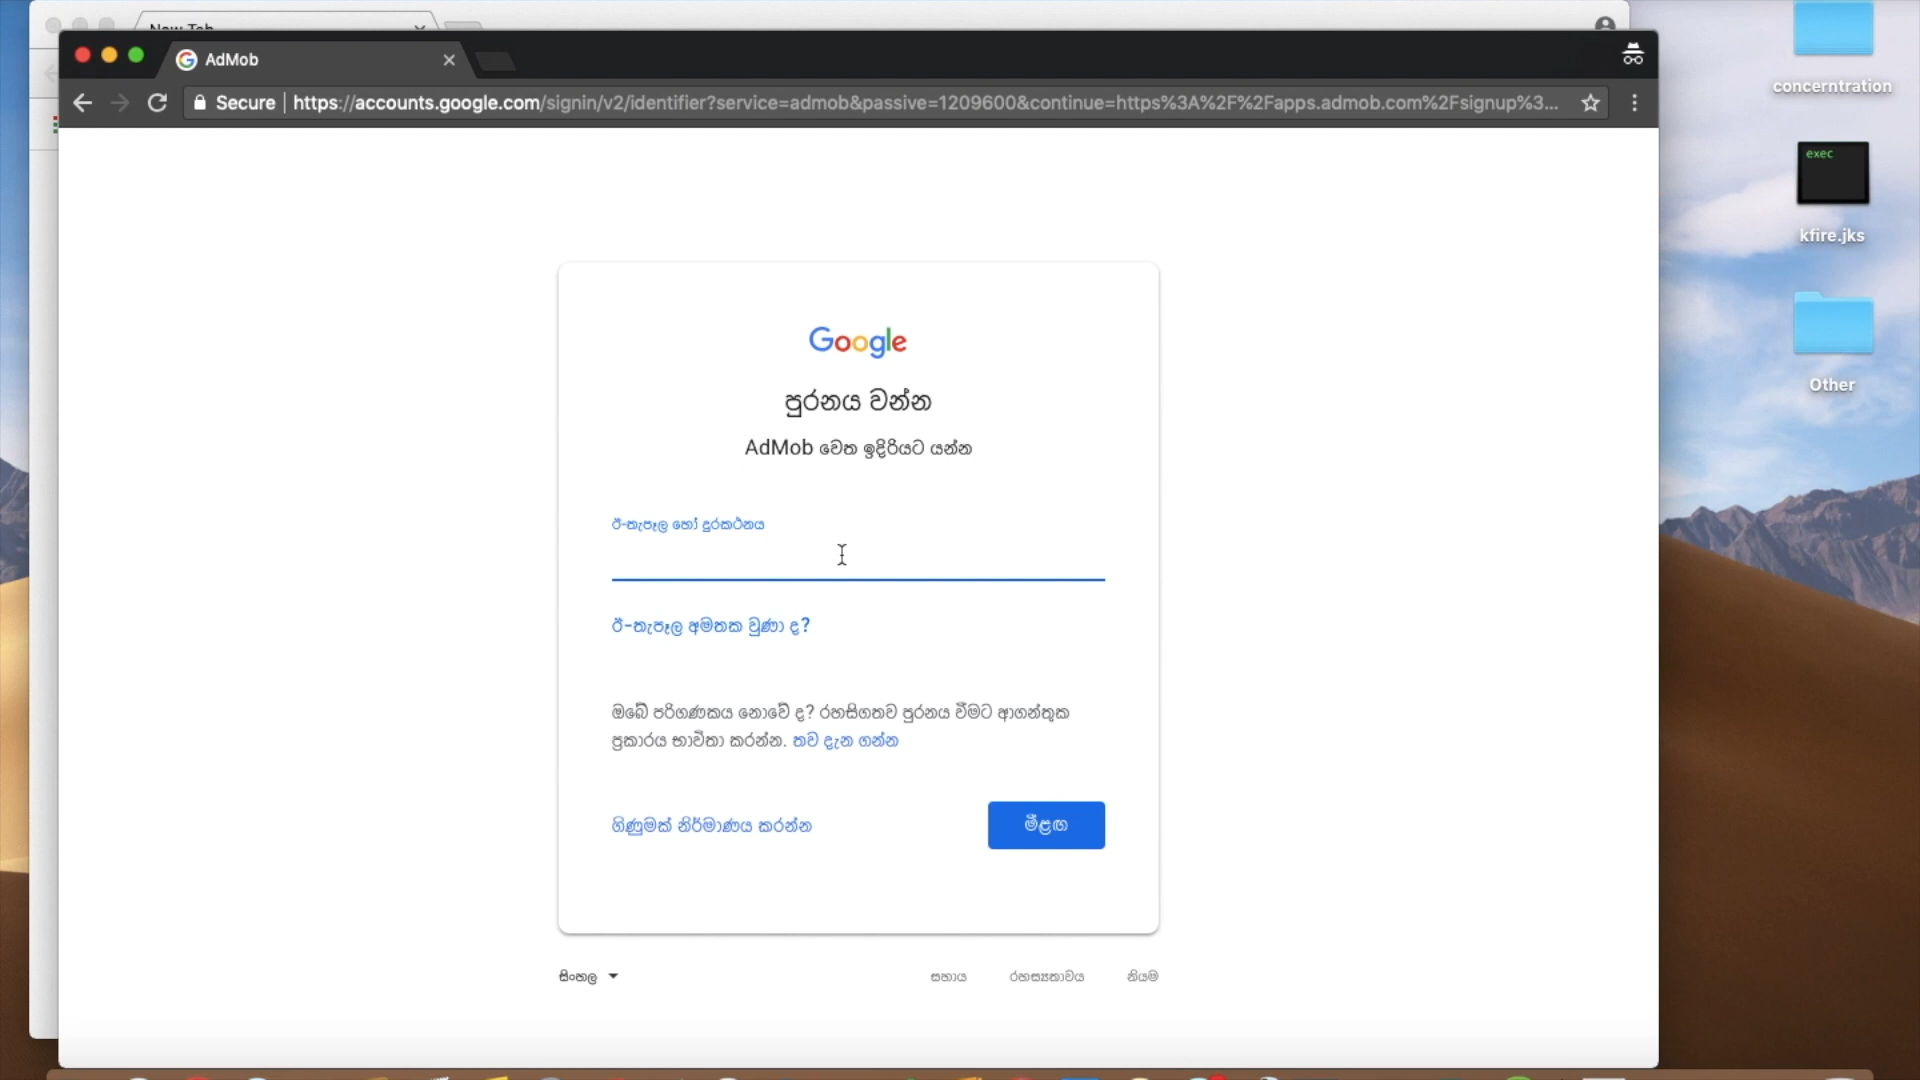 New Tab
AdMob
Secure
https://accounts.google.com/signin/v2/identifier?service=admob&passive=1209600&continue=https%3A%2F%2Fapps.admob.com%2Fsignup%3...
concerntration
exec
kfire.jks
Other
Google
පුරනය වන්න
AdMob වෙත ඉදිරියට යන්න
ඊ-තැපෑල හෝ දුරකථනය
ඊ-තැපෑල අමතක වුණා ද?
ඔබේ පරිගණකය නොවේ ද? රහසිගතව පුරනය වීමට ආගන්තුක
ප්‍රකාරය භාවිතා කරන්න. තව දැන ගන්න
ගිණුමක් නිර්මාණය කරන්න
මීළඟ
සිංහල
සහාය
රහස්‍යතාවය
නියම